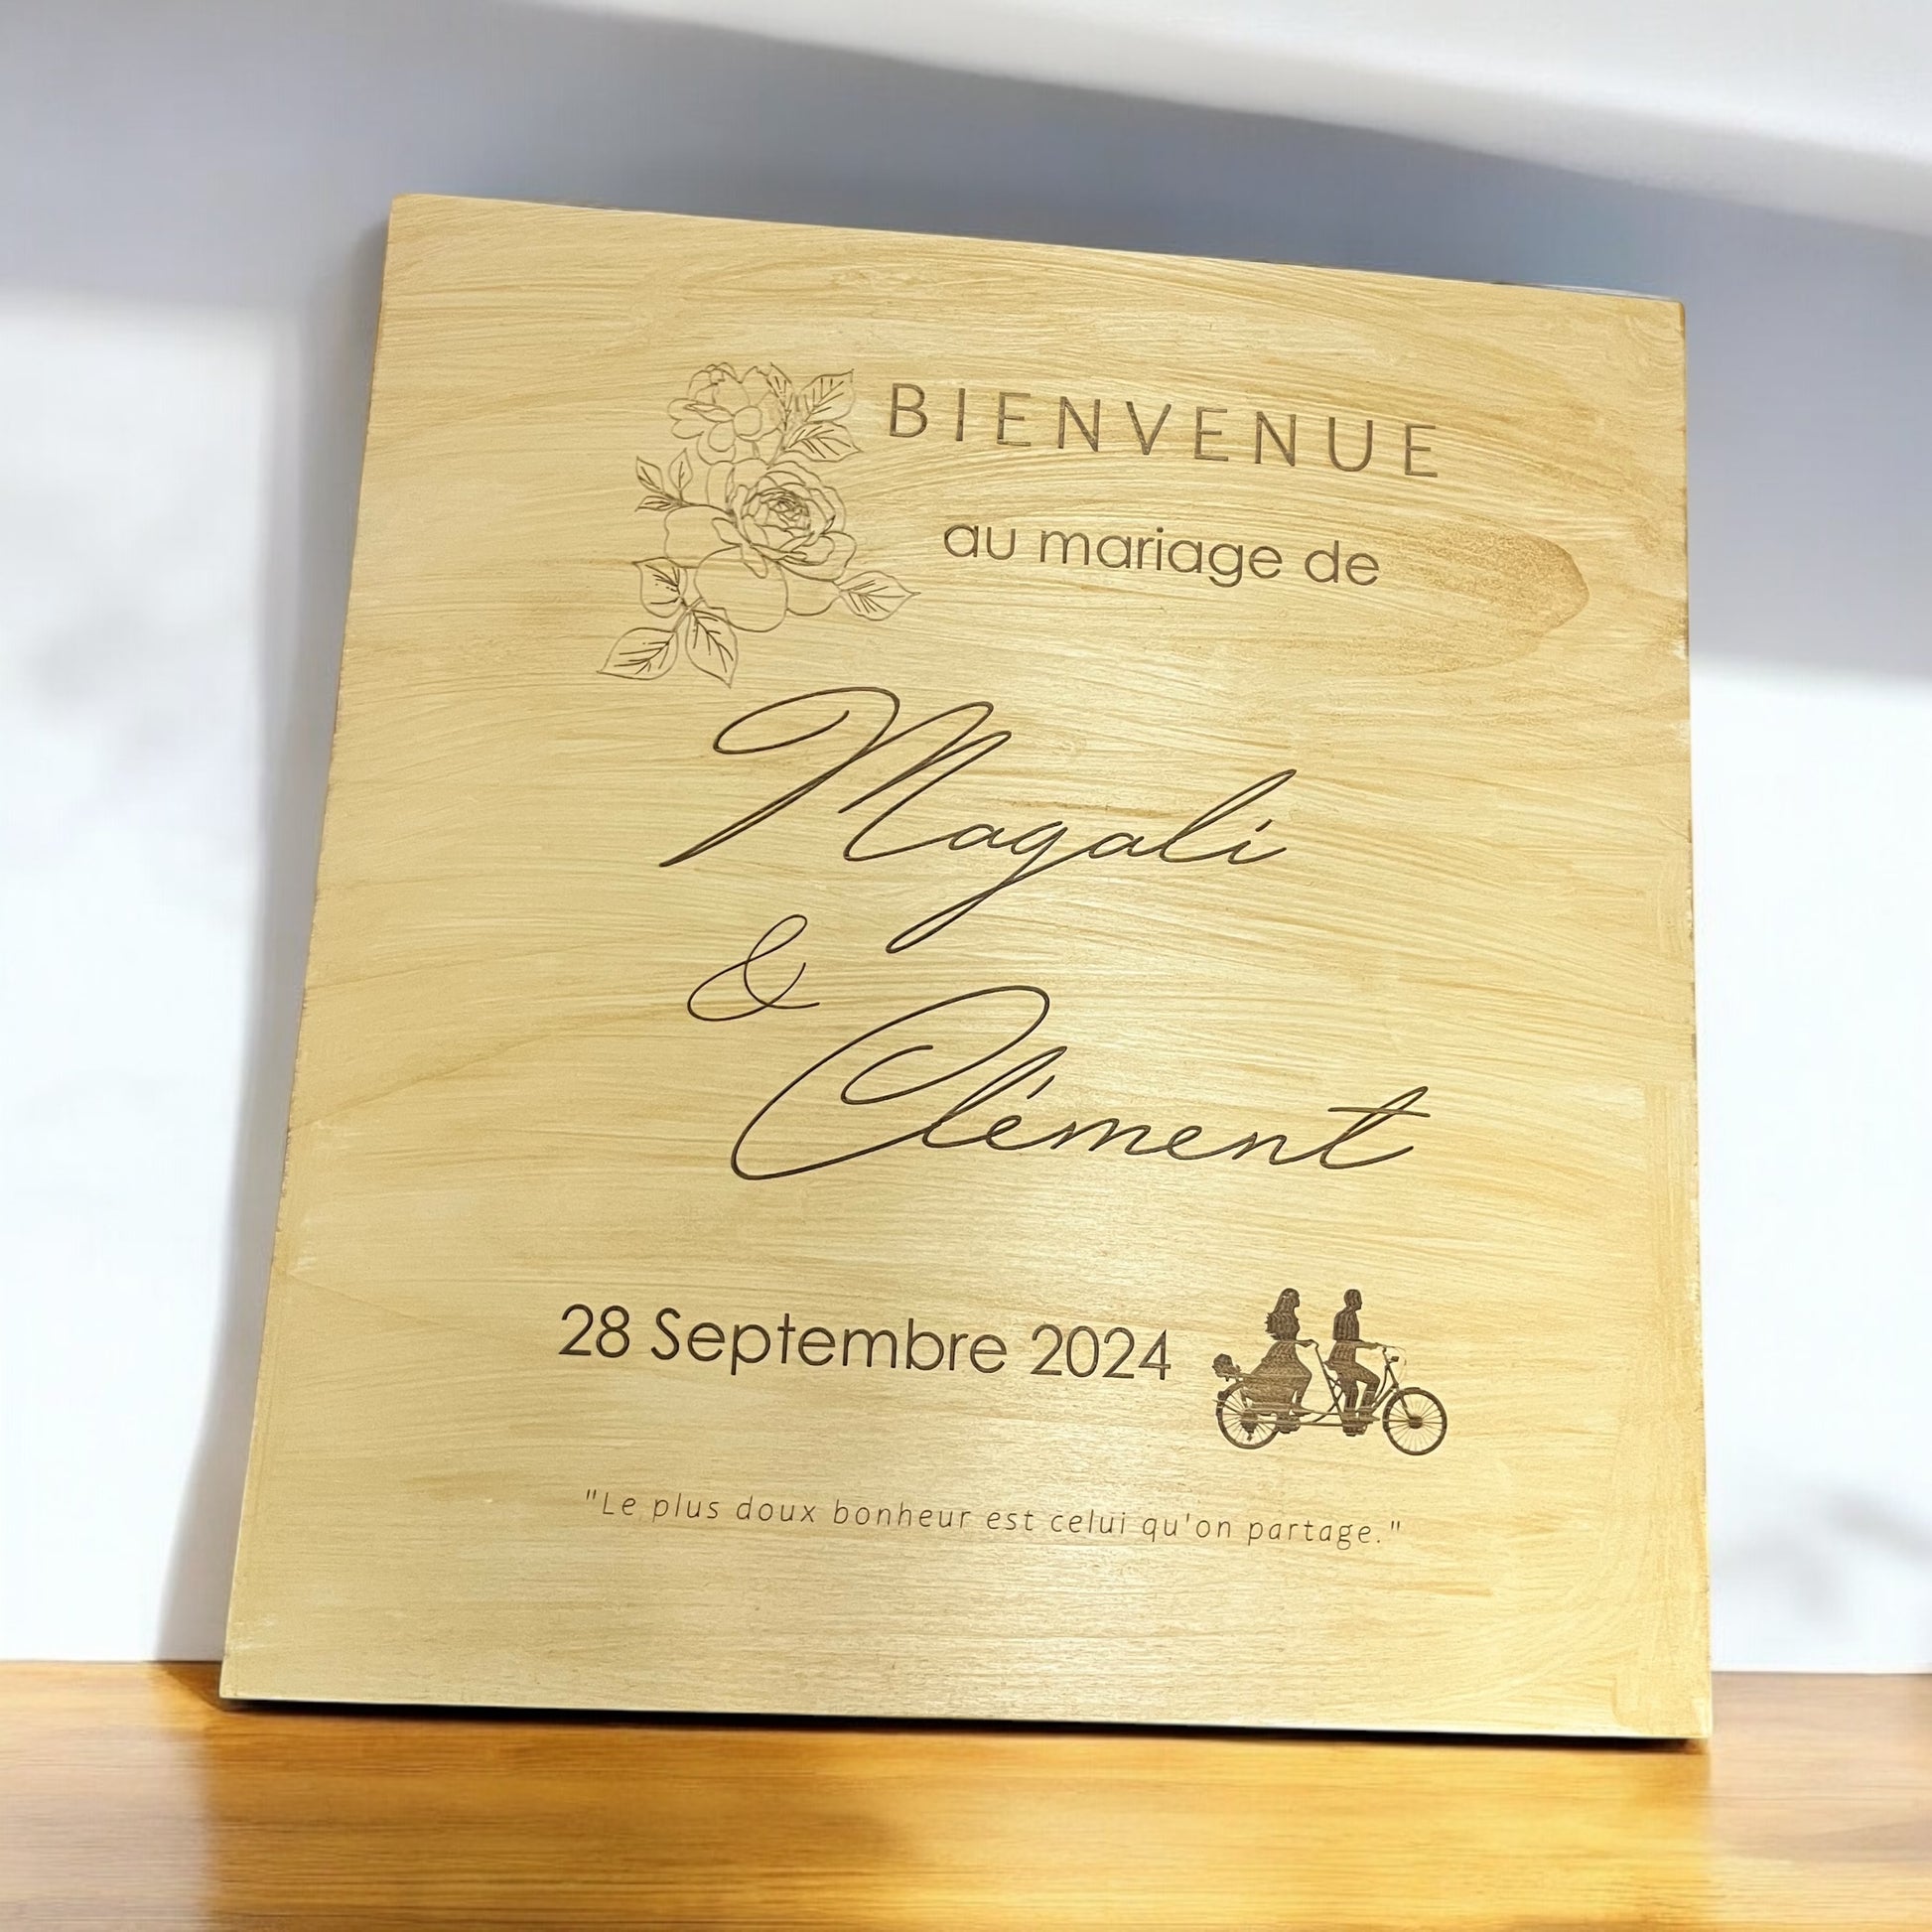 BIENVENUE
au mariage de
Magali
&
Clément
28 Septembre 2024
"Le plus doux bonheur est celui qu'on partage."